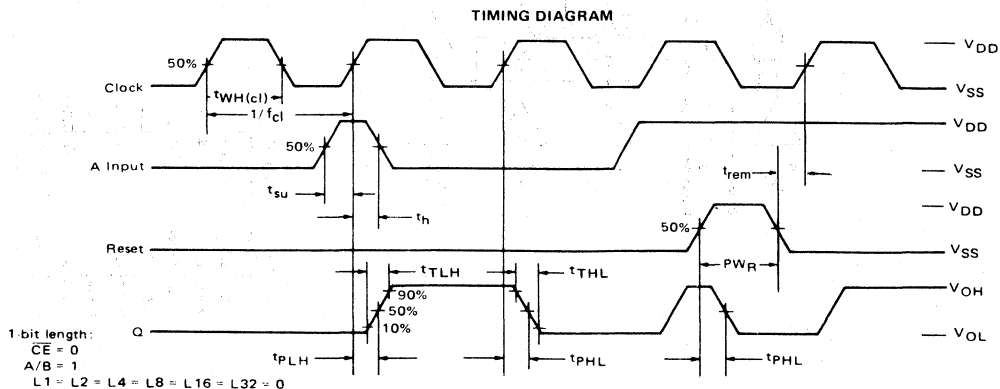 TIMING DIAGRAM
50%
VDD
Clock
tWH(cl)
VSS
1/fcl
VDD
50%
A Input
trem
VSS
tsu
th
VDD
50%
Reset
VSS
PWR
tTLH
tTHL
VOH
90%
50%
10%
Q
VOL
1-bit length:
tPLH
tPHL
tPHL
CE = 0
A/B = 1
L1 = L2 = L4 = L8 = L16 = L32 = 0